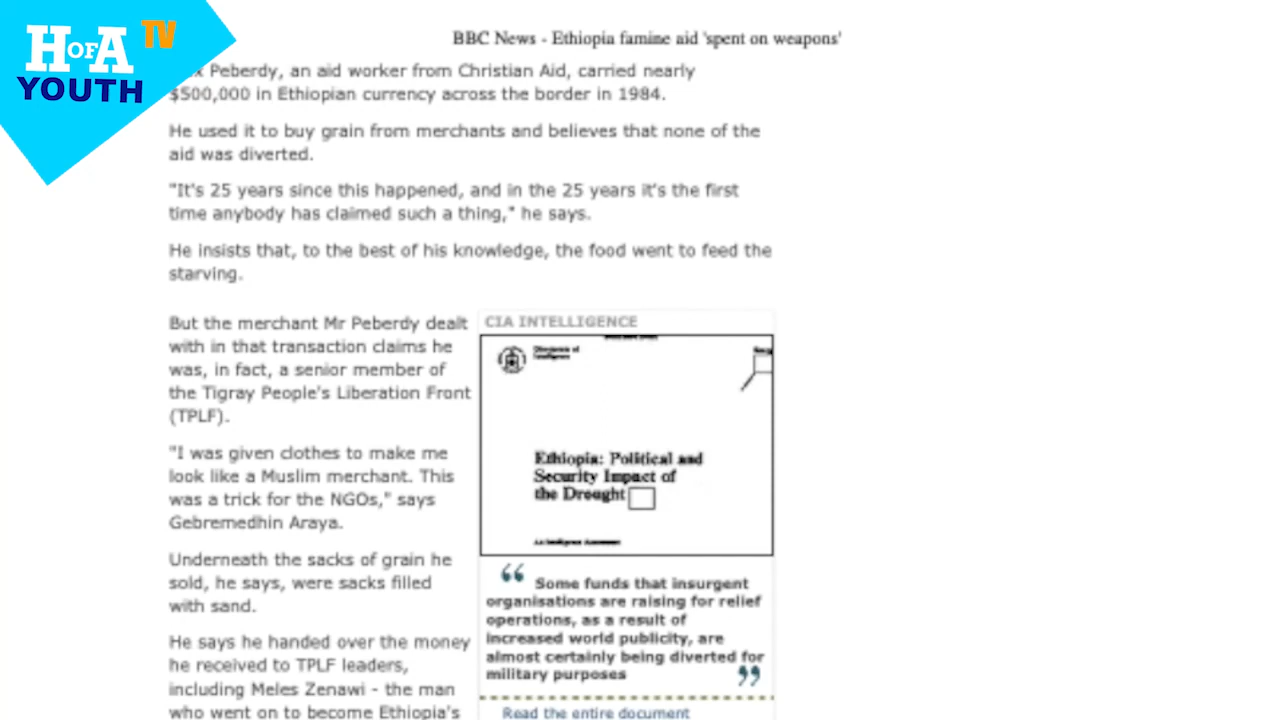 H OF A TV
YOUTH
BBC News - Ethiopia famine aid 'spent on weapons'
Peberdy, an aid worker from Christian Aid, carried nearly
$500,000 in Ethiopian currency across the border in 1984.
He used it to buy grain from merchants and believes that none of the
aid was diverted.
"It's 25 years since this happened, and in the 25 years it's the first
time anybody has claimed such a thing," he says.
He insists that, to the best of his knowledge, the food went to feed the
starving.
But the merchant Mr Peberdy dealt
with in that transaction claims he
was, in fact, a senior member of
the Tigray People's Liberation Front
(TPLF).
"I was given clothes to make me
look like a Muslim merchant. This
was a trick for the NGOs," says
Gebremedhin Araya.
Underneath the sacks of grain he
sold, he says, were sacks filled
with sand.
He says he handed over the money
he received to TPLF leaders,
including Meles Zenawi - the man
who went on to become Ethiopia's
CIA INTELLIGENCE
Directorate of
Intelligence
Ethiopia: Political and
Security Impact of
the Drought
An Intelligence Assessment
“ Some funds that insurgent
organisations are raising for relief
operations, as a result of
increased world publicity, are
almost certainly being diverted for
military purposes ”
Read the entire document